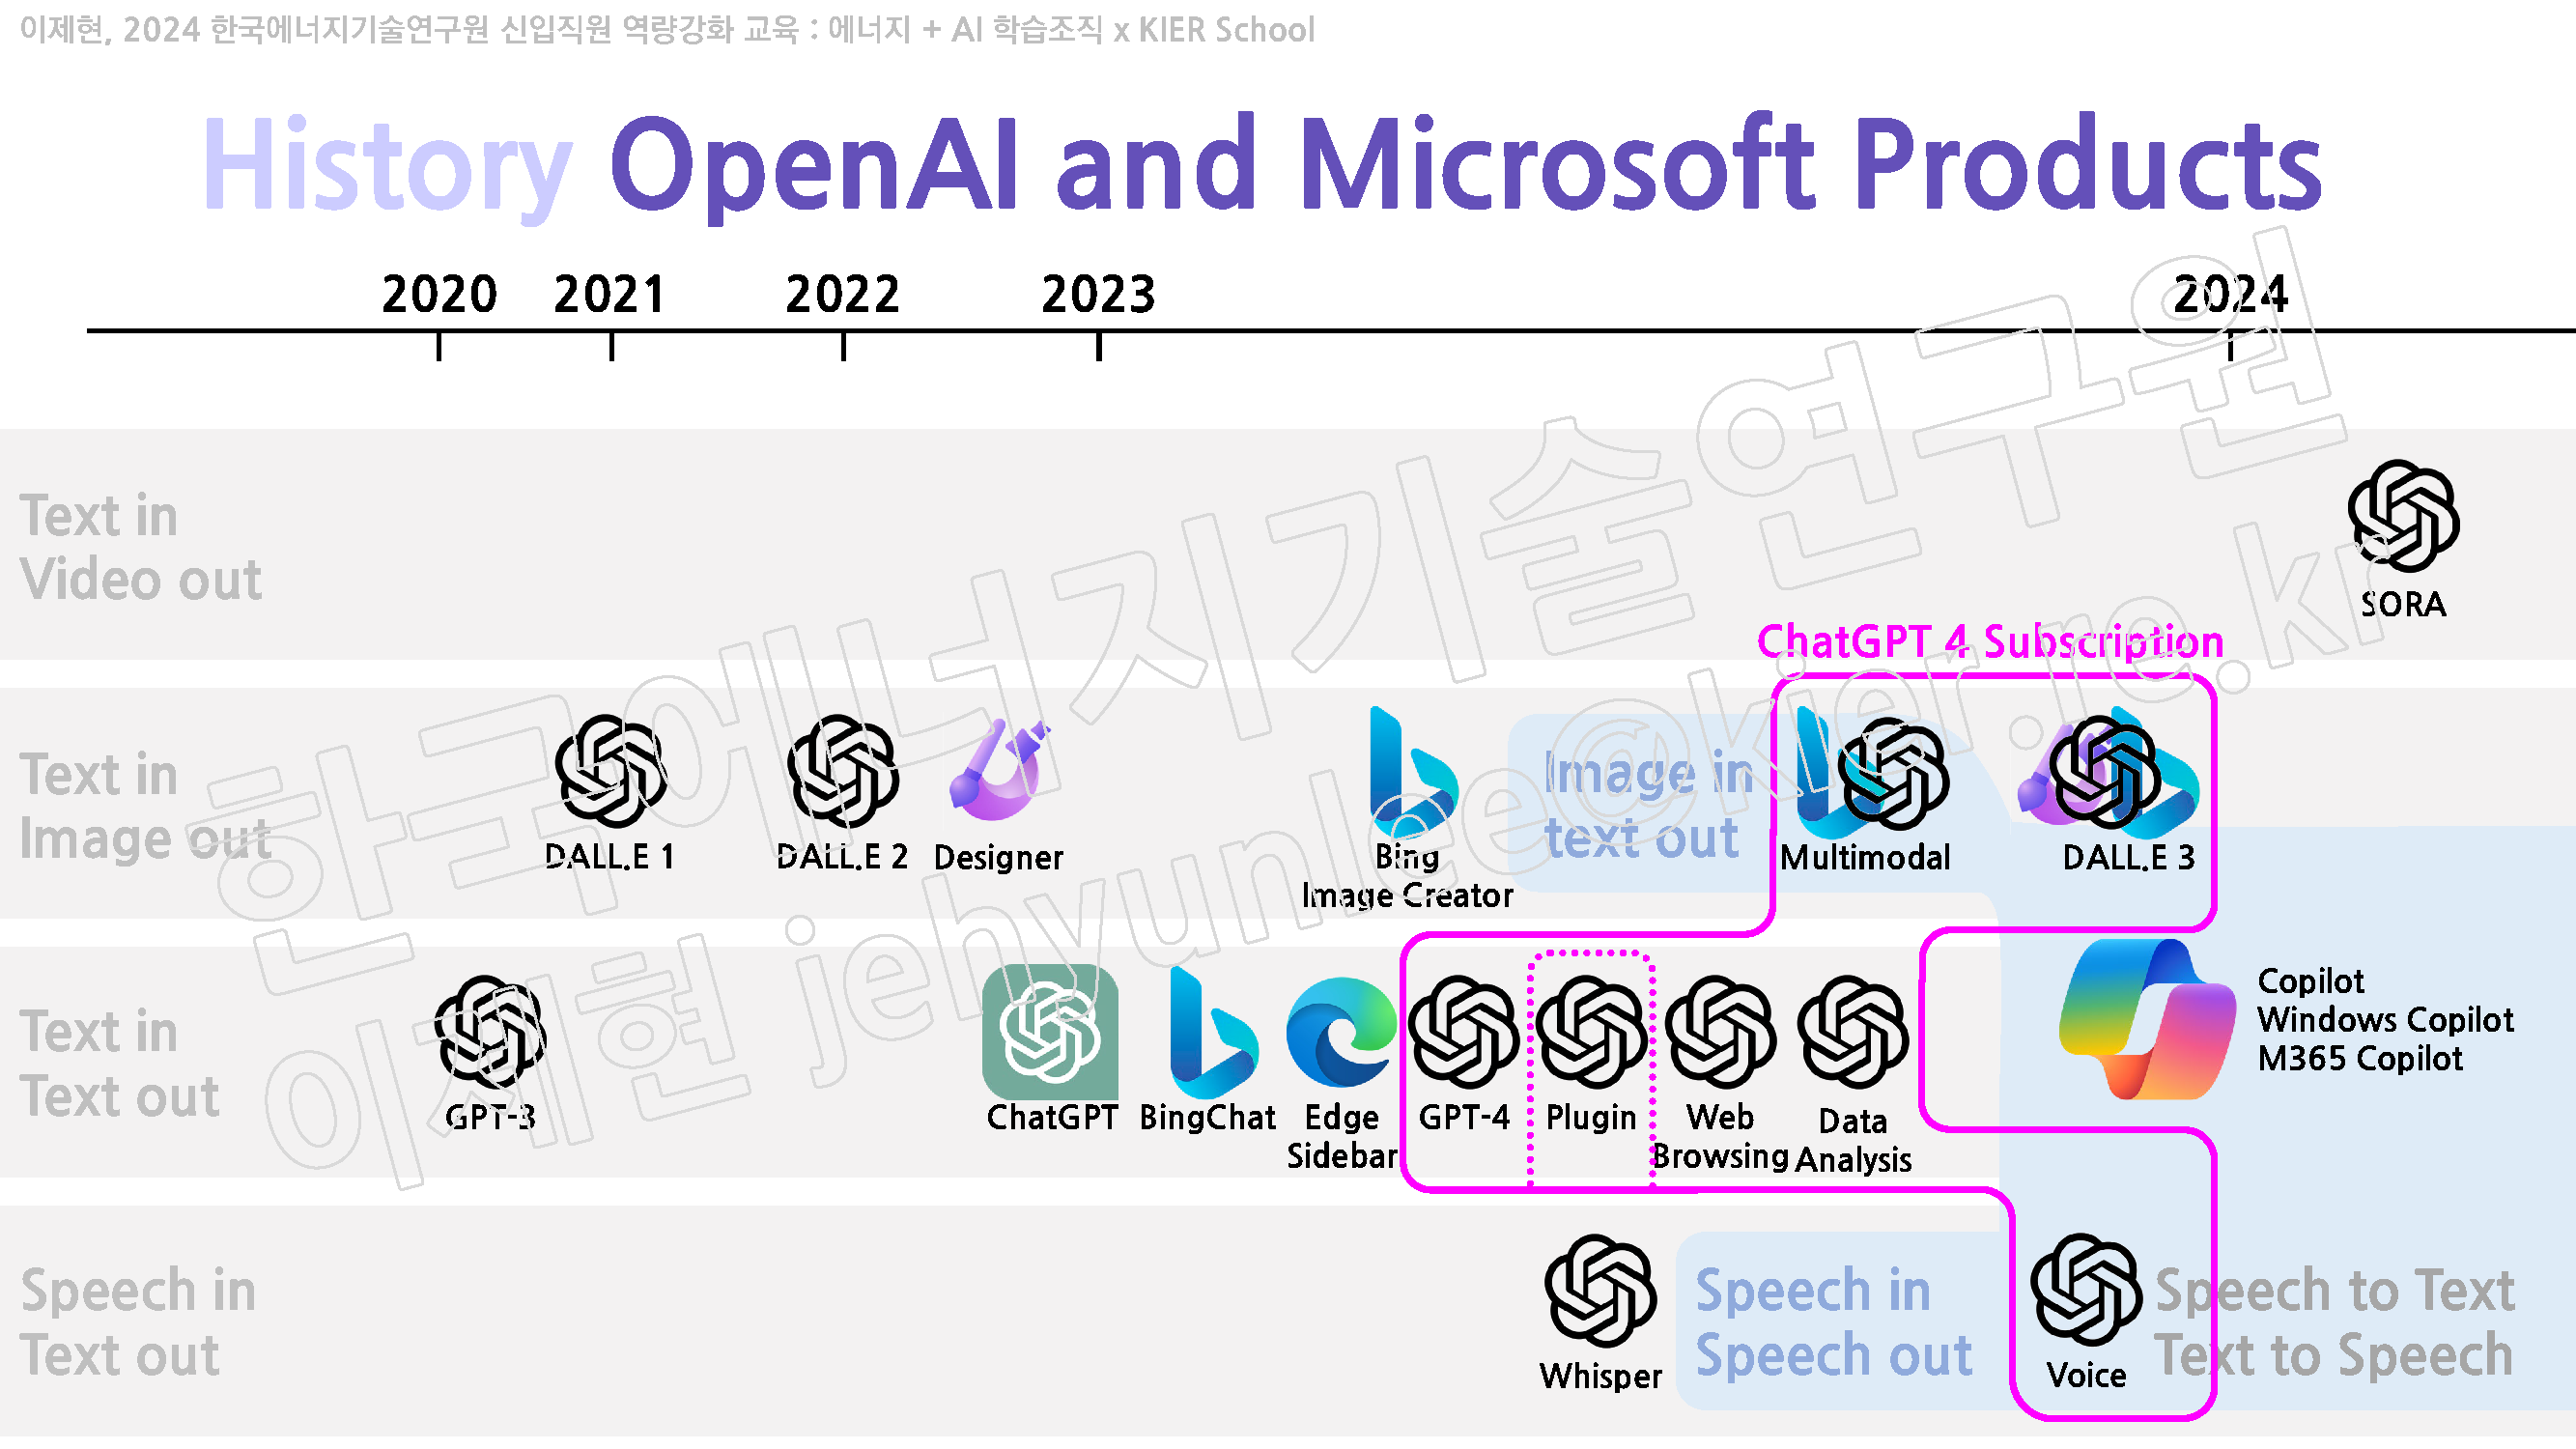 이제현, 2024 한국에너지기술연구원 신입직원 역량강화 교육 : 에너지 + AI 학습조직 x KIER School
History OpenAI and Microsoft Products
2020 2021 2022 2023 2024
Text in
Video out
SORA
ChatGPT 4 Subscription
Text in
Image out
DALL.E 1
DALL.E 2
Designer
Bing
Image Creator
Image in
text out
Multimodal
DALL.E 3
Text in
Text out
GPT-3
ChatGPT
BingChat
Edge
Sidebar
GPT-4
Plugin
Web
Browsing
Data
Analysis
Copilot
Windows Copilot
M365 Copilot
Speech in
Text out
Whisper
Speech in
Speech out
Voice
Speech to Text
Text to Speech
한국에너지기술연구원
이제현 jehyunlee@kier.re.kr